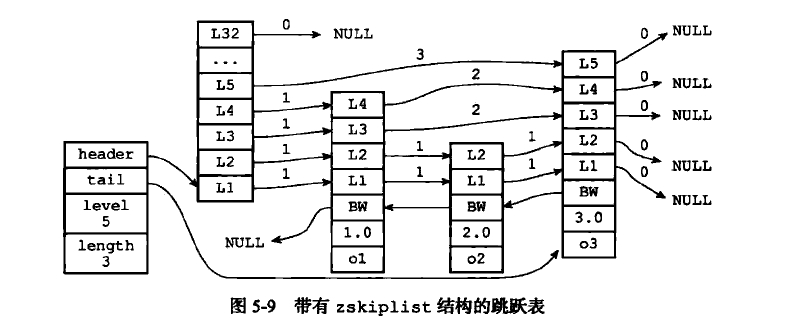 L32
0
NULL
...
L5
3
L5
0
NULL
L4
1
L4
2
L4
0
NULL
L3
1
L3
2
L3
0
NULL
L2
1
L2
1
L2
1
L2
0
NULL
L1
1
L1
1
L1
1
L1
0
NULL
header
tail
level
5
length
3
NULL
BW
1.0
o1
BW
2.0
o2
BW
3.0
o3
图 5-9 带有 zskiplist 结构的跳跃表